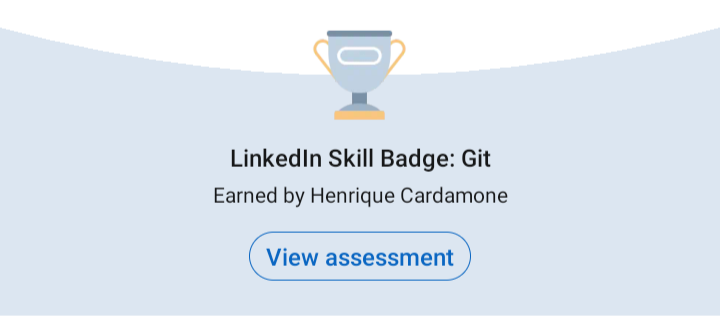 LinkedIn Skill Badge: Git
Earned by Henrique Cardamone
View assessment